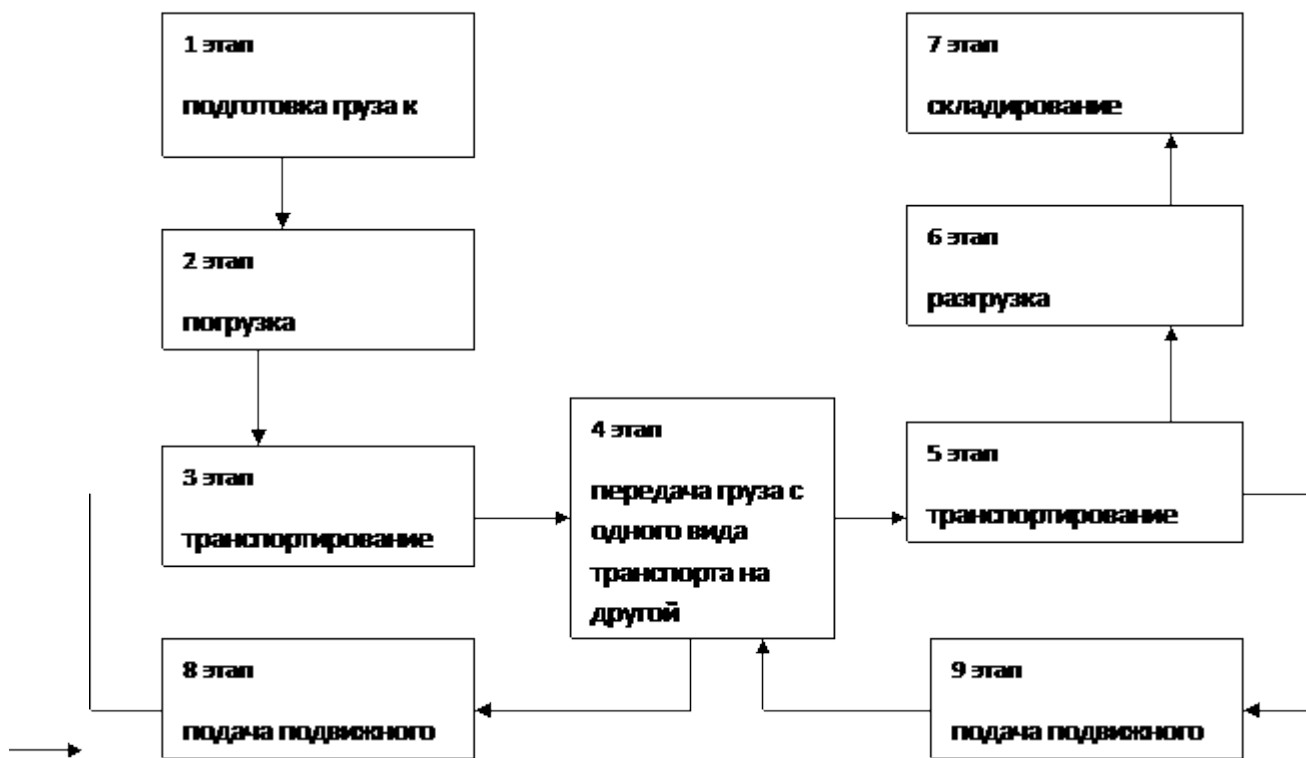 1 этап
подготовка груза к
2 этап
погрузка
3 этап
транспортирование
4 этап
передача груза с
одного вида
транспорта на
другой
5 этап
транспортирование
6 этап
разгрузка
7 этап
складирование
8 этап
подача подвижного
9 этап
подача подвижного